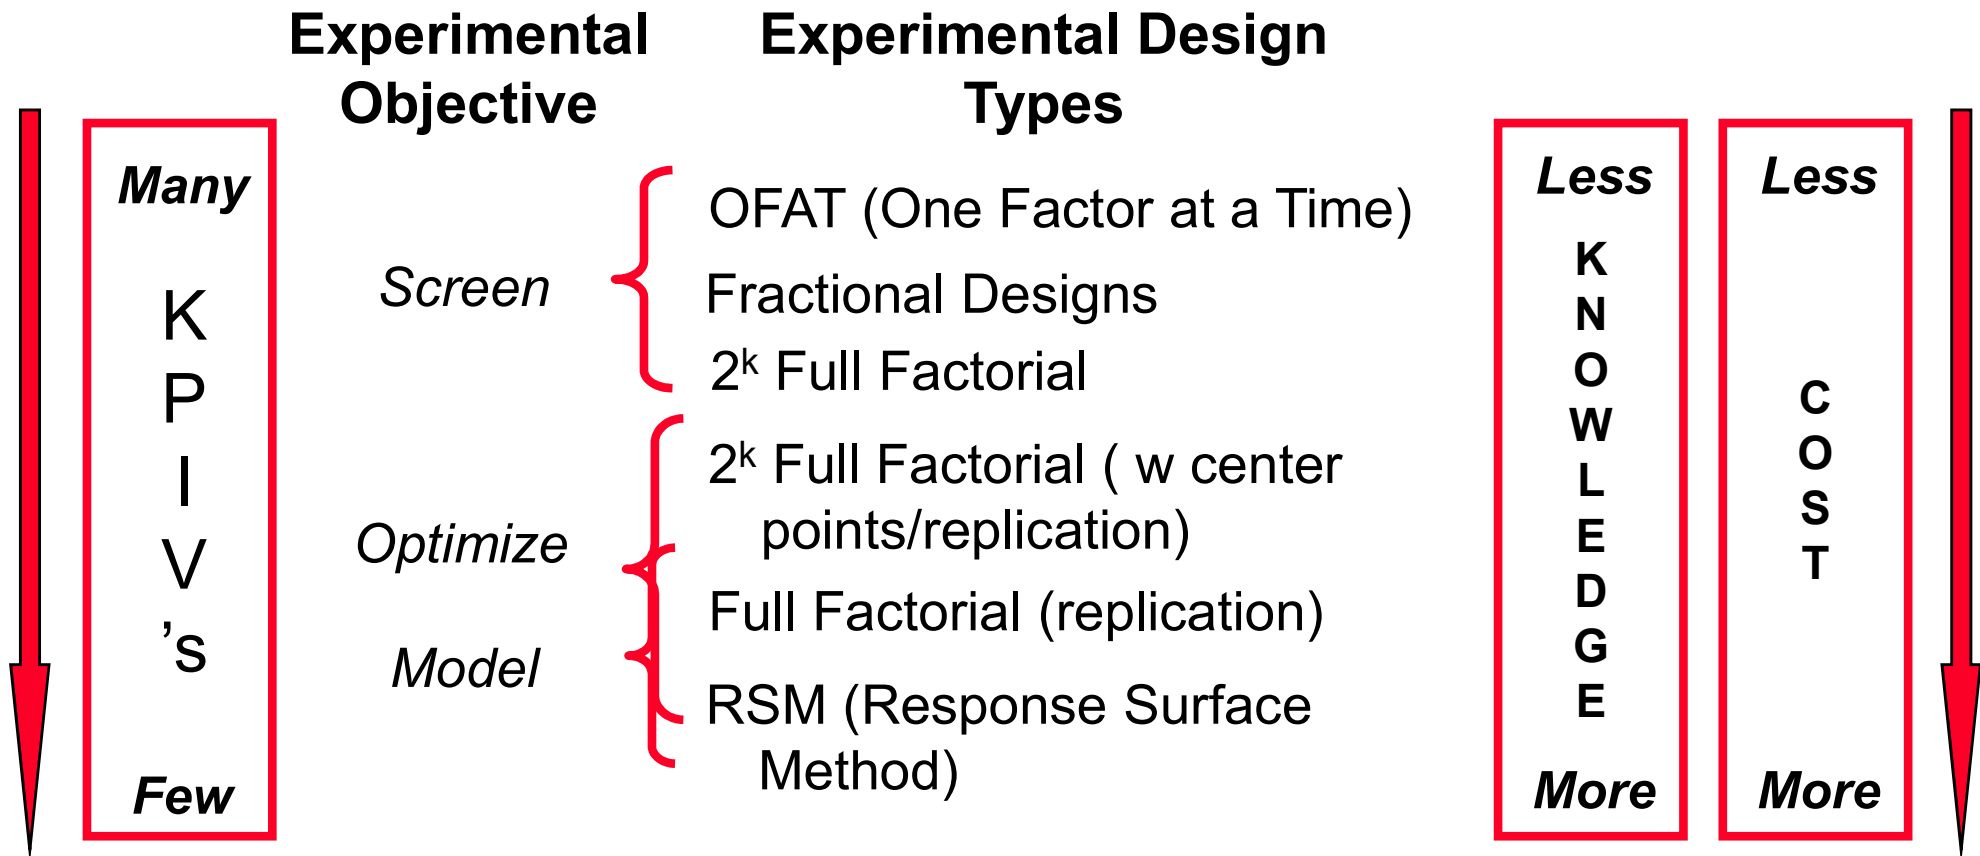 Experimental
Objective
Experimental Design
Types
Many
K
P
I
V
’s
Few
Screen
Optimize
Model
OFAT (One Factor at a Time)
Fractional Designs
2ᵏ Full Factorial
2ᵏ Full Factorial ( w center
points/replication)
Full Factorial (replication)
RSM (Response Surface
Method)
Less
K
N
O
W
L
E
D
G
E
More
Less
C
O
S
T
More